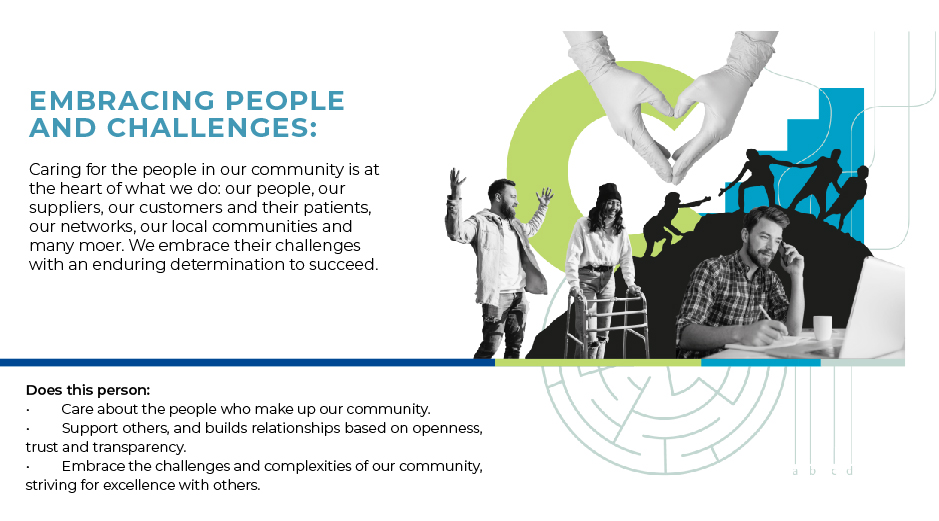 EMBRACING PEOPLE
AND CHALLENGES:
Caring for the people in our community is at
the heart of what we do: our people, our
suppliers, our customers and their patients,
our networks, our local communities and
many moer. We embrace their challenges
with an enduring determination to succeed.
Does this person:
· Care about the people who make up our community.
· Support others, and builds relationships based on openness,
trust and transparency.
· Embrace the challenges and complexities of our community,
striving for excellence with others.
a b c d